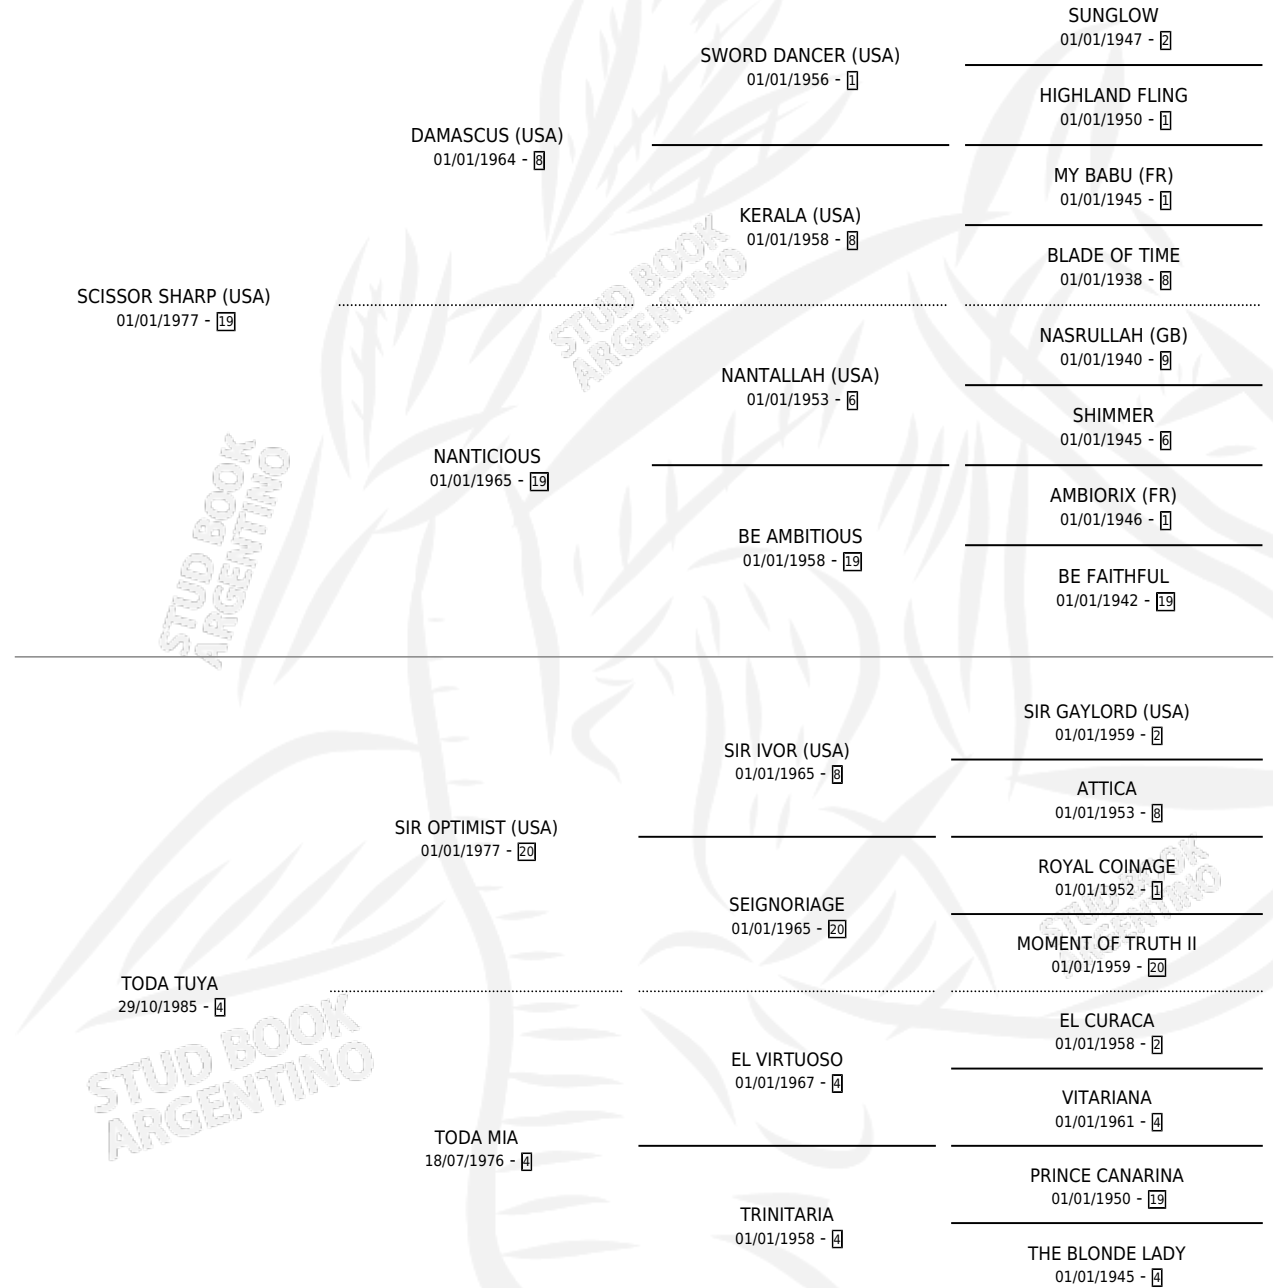 SUNGLOW
01/01/1947 - 2
SWORD DANCER (USA)
01/01/1956 - 1
HIGHLAND FLING
01/01/1950 - 1
DAMASCUS (USA)
01/01/1964 - 8
MY BABU (FR)
01/01/1945 - 1
KERALA (USA)
01/01/1958 - 8
BLADE OF TIME
01/01/1938 - 8
SCISSOR SHARP (USA)
01/01/1977 - 19
NASRULLAH (GB)
01/01/1940 - 9
NANTALLAH (USA)
01/01/1953 - 6
SHIMMER
01/01/1945 - 6
NANTICIOUS
01/01/1965 - 19
AMBIORIX (FR)
01/01/1946 - 1
BE AMBITIOUS
01/01/1958 - 19
BE FAITHFUL
01/01/1942 - 19
SIR GAYLORD (USA)
01/01/1959 - 2
SIR IVOR (USA)
01/01/1965 - 8
ATTICA
01/01/1953 - 8
SIR OPTIMIST (USA)
01/01/1977 - 20
ROYAL COINAGE
01/01/1952 - 1
SEIGNORIAGE
01/01/1965 - 20
MOMENT OF TRUTH II
01/01/1959 - 20
TODA TUYA
29/10/1985 - 4
EL CURACA
01/01/1958 - 2
EL VIRTUOSO
01/01/1967 - 4
VITARIANA
01/01/1961 - 4
TODA MIA
18/07/1976 - 4
PRINCE CANARINA
01/01/1950 - 19
TRINITARIA
01/01/1958 - 4
THE BLONDE LADY
01/01/1945 - 4
STUD BOOK
ARGENTINO
STUD BOOK
ARGENTINO
STUD BOOK
ARGENTINO
STUD BOOK
ARGENTINO